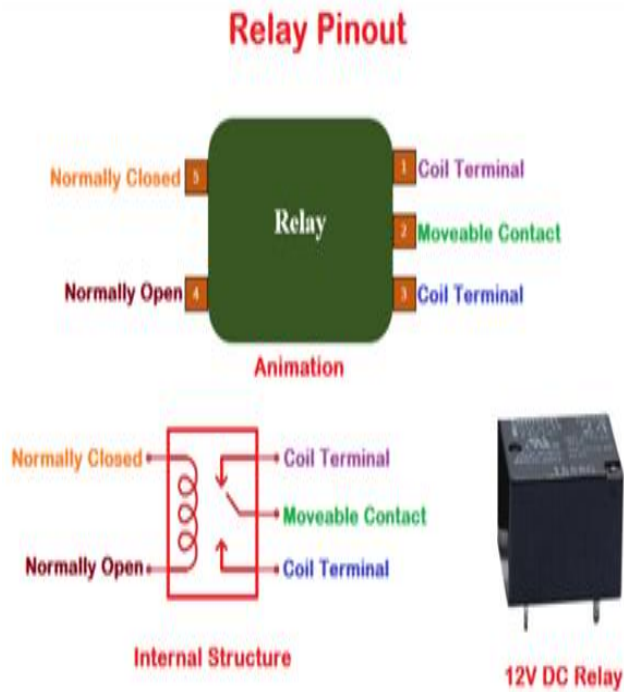 Relay Pinout
Normally Closed 5 Relay 1 Coil Terminal
2 Moveable Contact
Normally Open 4 3 Coil Terminal
Animation
Normally Closed Coil Terminal
Moveable Contact
Normally Open Coil Terminal
Internal Structure
12V DC Relay